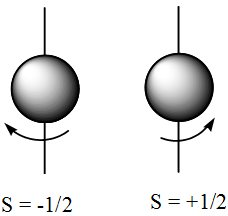 S = -1/2
S = +1/2